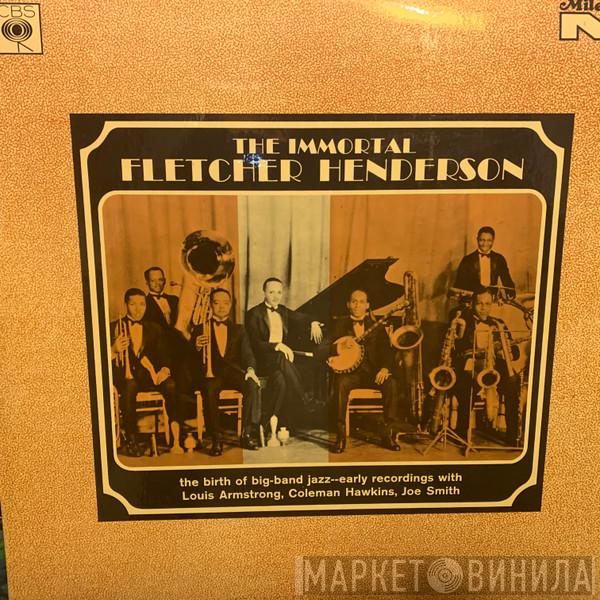 CBS
THE IMMORTAL
FLETCHER HENDERSON
the birth of big-band jazz--early recordings with
Louis Armstrong, Coleman Hawkins, Joe Smith
МАРКЕТ ВИНИЛА